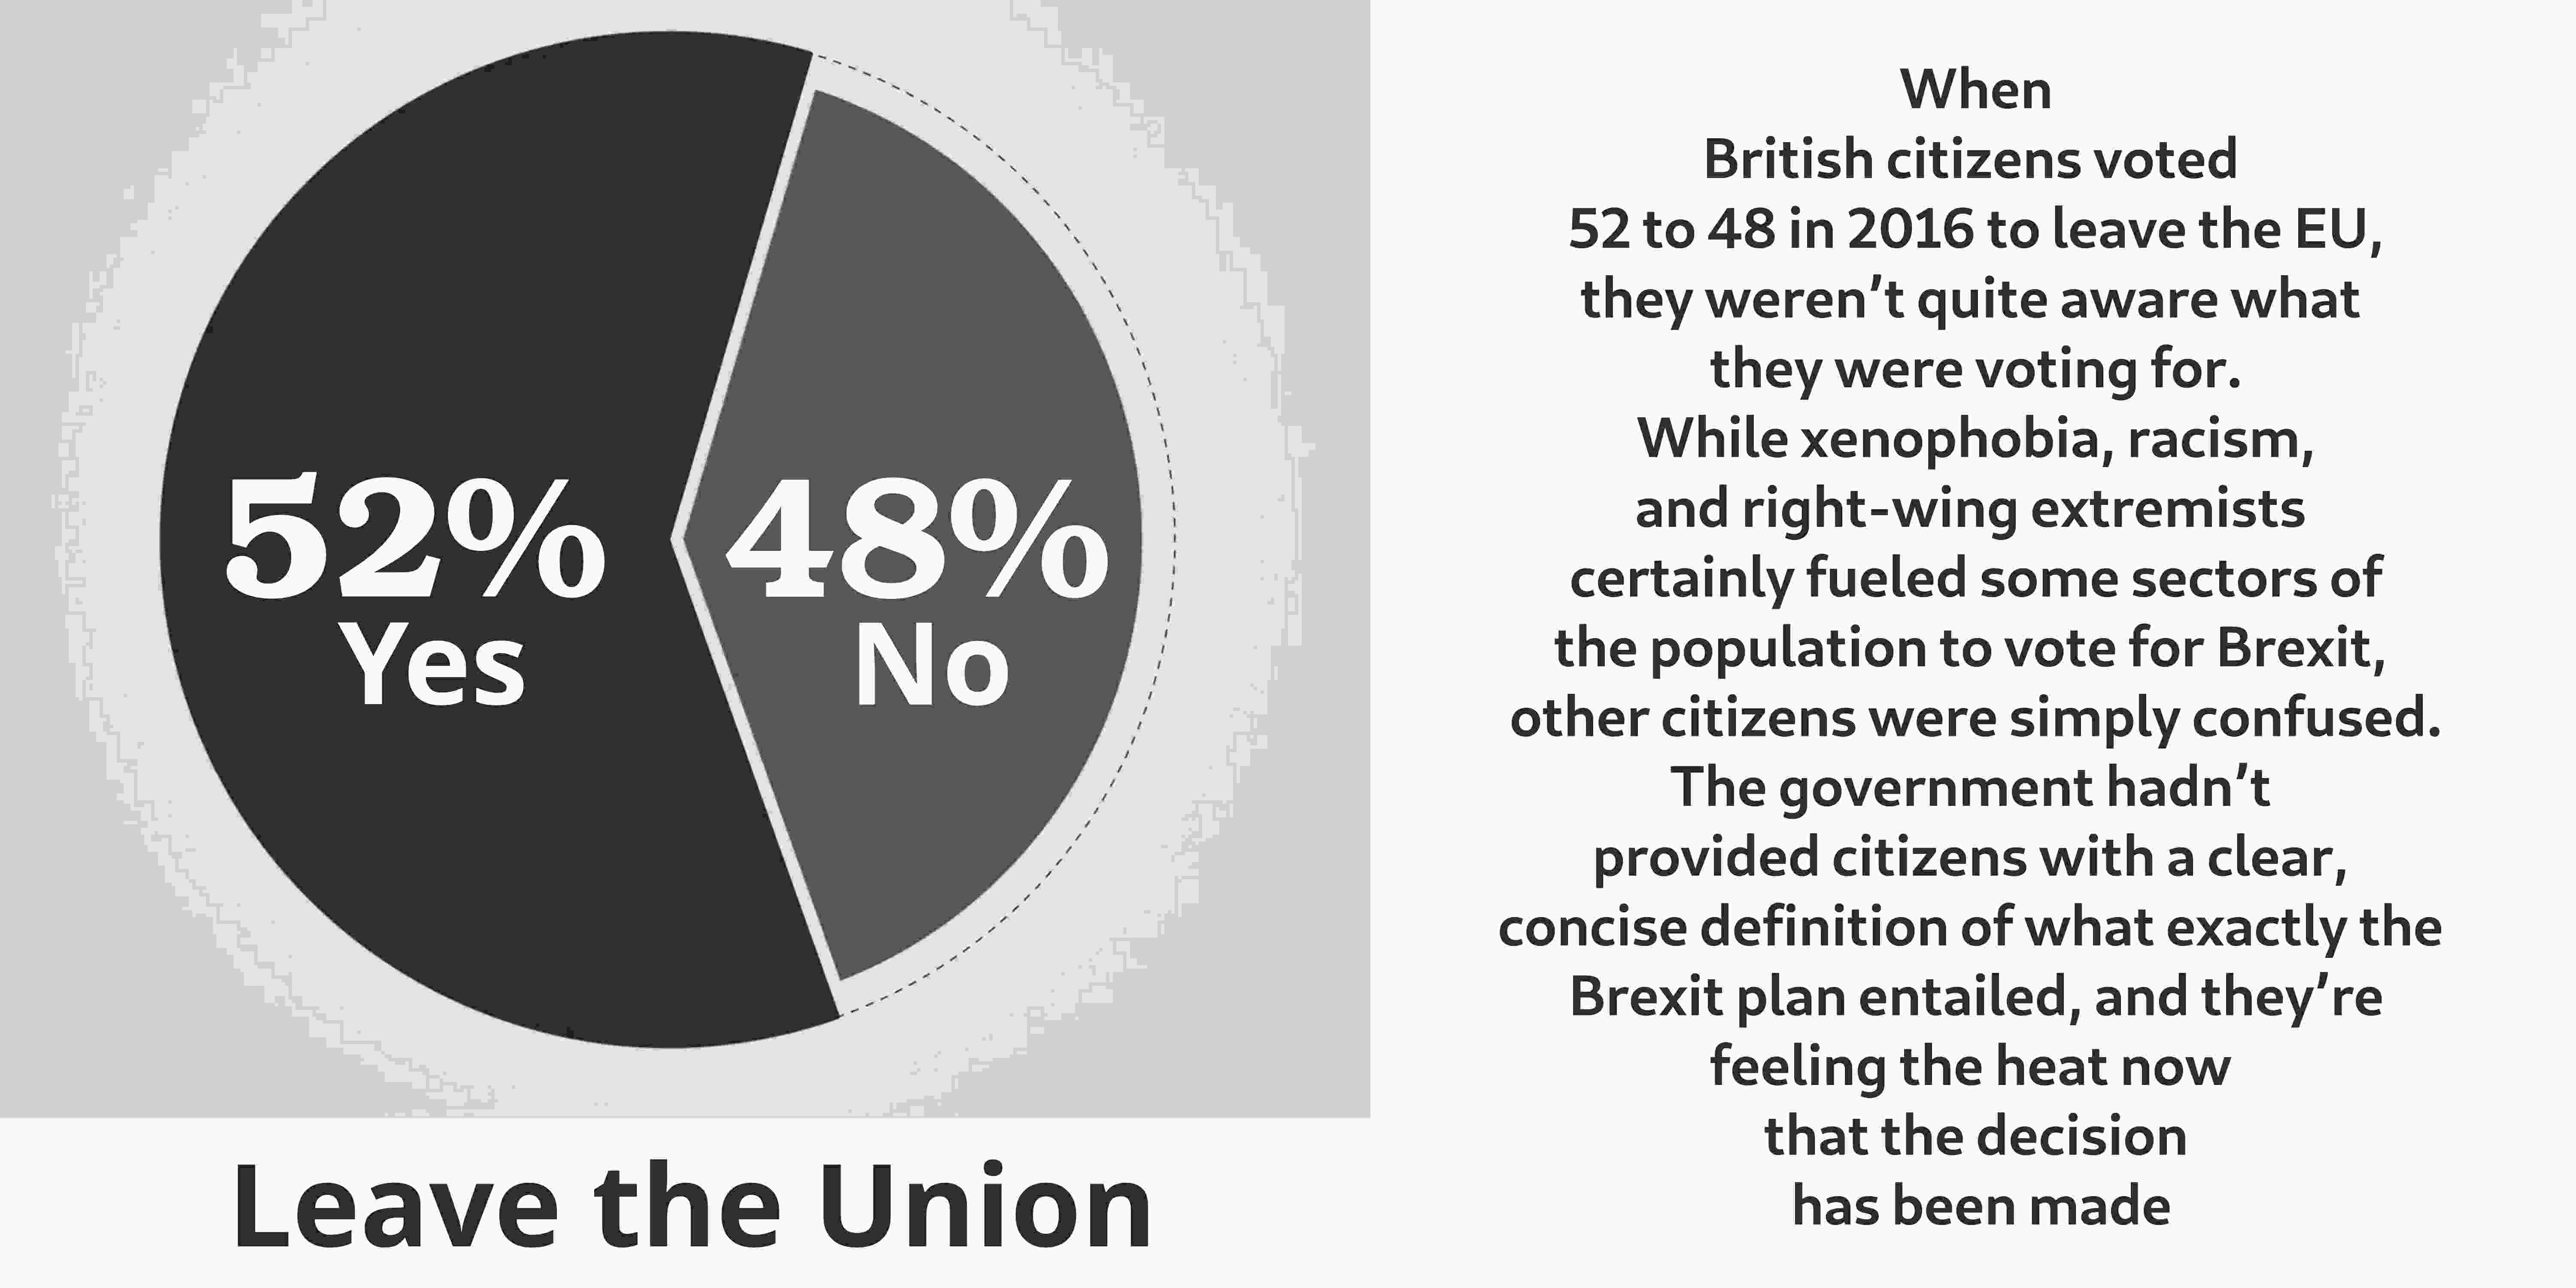 52%
Yes
48%
No
Leave the Union
When
British citizens voted
52 to 48 in 2016 to leave the EU,
they weren’t quite aware what
they were voting for.
While xenophobia, racism,
and right-wing extremists
certainly fueled some sectors of
the population to vote for Brexit,
other citizens were simply confused.
The government hadn’t
provided citizens with a clear,
concise definition of what exactly the
Brexit plan entailed, and they’re
feeling the heat now
that the decision
has been made